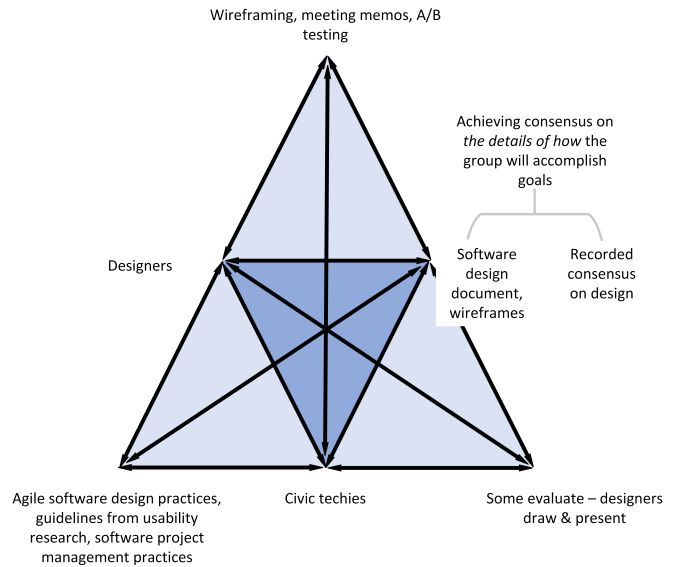 Wireframing, meeting memos, A/B
testing
Achieving consensus on
the details of how the
group will accomplish
goals
Designers
Software
design
document,
wireframes
Recorded
consensus
on design
Agile software design practices,
guidelines from usability
research, software project
management practices
Civic techies
Some evaluate – designers
draw & present